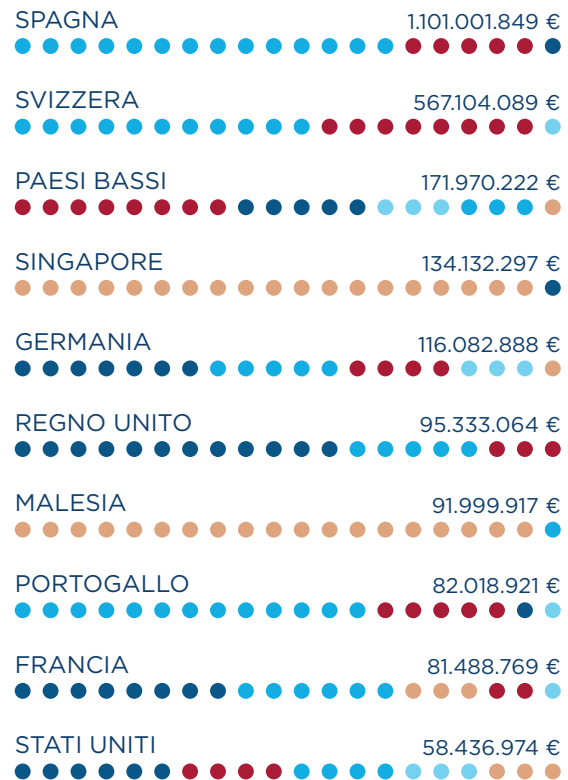 SPAGNA 1.101.001.849 €
SVIZZERA 567.104.089 €
PAESI BASSI 171.970.222 €
SINGAPORE 134.132.297 €
GERMANIA 116.082.888 €
REGNO UNITO 95.333.064 €
MALESIA 91.999.917 €
PORTOGALLO 82.018.921 €
FRANCIA 81.488.769 €
STATI UNITI 58.436.974 €